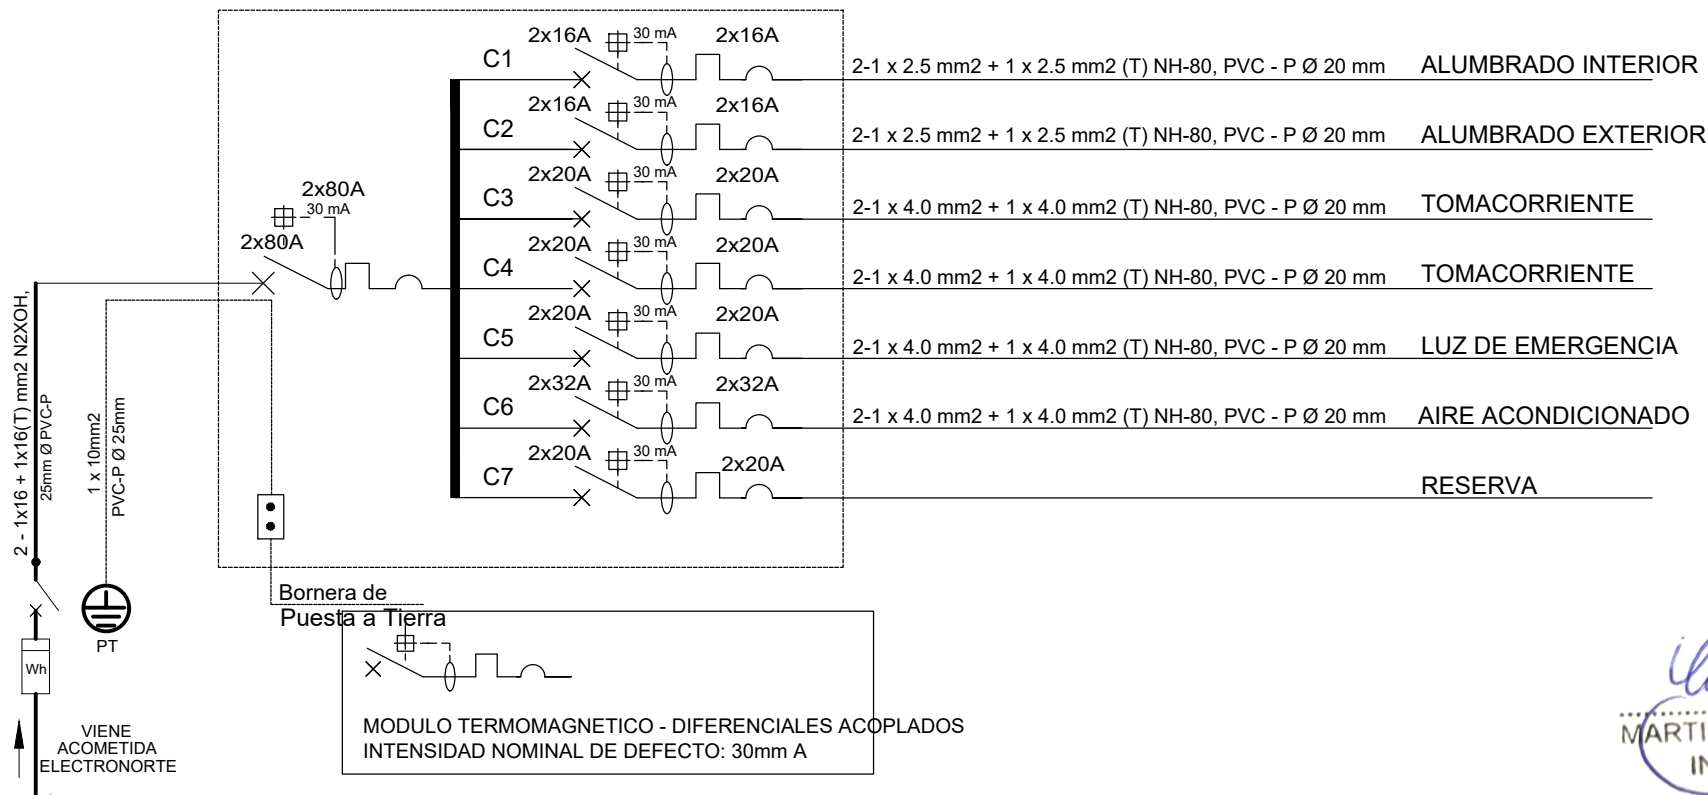 C1 2x16A 30 mA 2x16A 2-1 x 2.5 mm2 + 1 x 2.5 mm2 (T) NH-80, PVC - P Ø 20 mm ALUMBRADO INTERIOR
C2 2x16A 30 mA 2x16A 2-1 x 2.5 mm2 + 1 x 2.5 mm2 (T) NH-80, PVC - P Ø 20 mm ALUMBRADO EXTERIOR
C3 2x20A 30 mA 2x20A 2-1 x 4.0 mm2 + 1 x 4.0 mm2 (T) NH-80, PVC - P Ø 20 mm TOMACORRIENTE
C4 2x20A 30 mA 2x20A 2-1 x 4.0 mm2 + 1 x 4.0 mm2 (T) NH-80, PVC - P Ø 20 mm TOMACORRIENTE
C5 2x20A 30 mA 2x20A 2-1 x 4.0 mm2 + 1 x 4.0 mm2 (T) NH-80, PVC - P Ø 20 mm LUZ DE EMERGENCIA
C6 2x32A 30 mA 2x32A 2-1 x 4.0 mm2 + 1 x 4.0 mm2 (T) NH-80, PVC - P Ø 20 mm AIRE ACONDICIONADO
C7 2x20A 30 mA 2x20A RESERVA
2x80A
30 mA
2x80A
2 - 1x16 + 1x16(T) mm2 N2XOH,
25mm Ø PVC-P
1 x 10mm2
PVC-P Ø 25mm
PT
Wh
VIENE
ACOMETIDA
ELECTRONORTE
Bornera de
Puesta a Tierra
MODULO TERMOMAGNETICO - DIFERENCIALES ACOPLADOS
INTENSIDAD NOMINAL DE DEFECTO: 30mm A